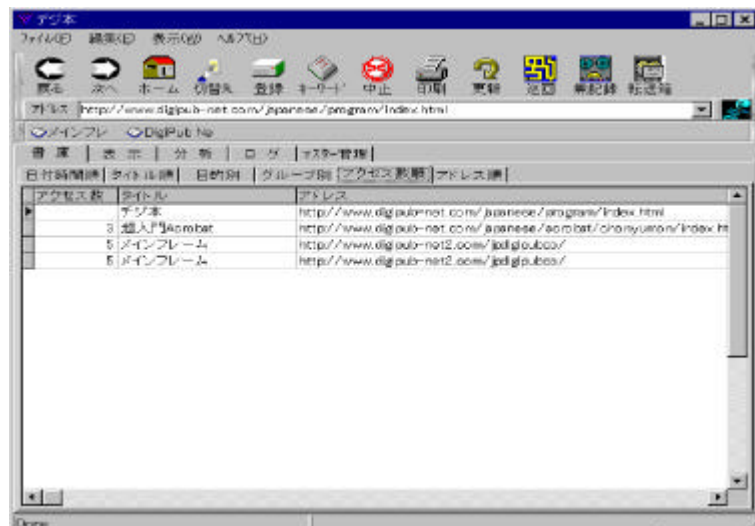 デジ本
ファイル(F) 編集(E) 表示(W) ヘルプ(H)
戻る 次へ ホーム 切替え 登録 キーワード 中止 印刷 更新 巡回 転送箱
アドレス http://www.digipub-net.com/japanese/program/index.html
メインフレ DigiPub Ne
書庫 表示 分析 ログ マスター管理
日付時間順 タイトル順 目的別 グループ別 アクセス数順 アドレス順
アクセス数 タイトル アドレス
デジ本 http://www.digipub-net.com/japanese/program/index.html
3 超入門Acrobat http://www.digipub-net.com/japanese/acrobat/chonyumon/index.ht
5 メインフレーム http://www.digipub-net2.com/jpdigipubco/
5 メインフレーム http://www.digipub-net2.com/jpdigipubco/
Done